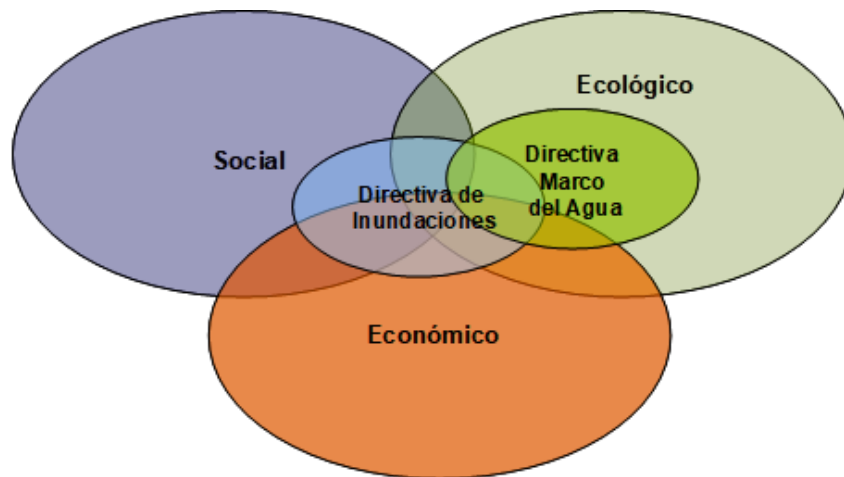 Ecológico
Social
Directiva
Marco
del Agua
Directiva de
Inundaciones
Económico